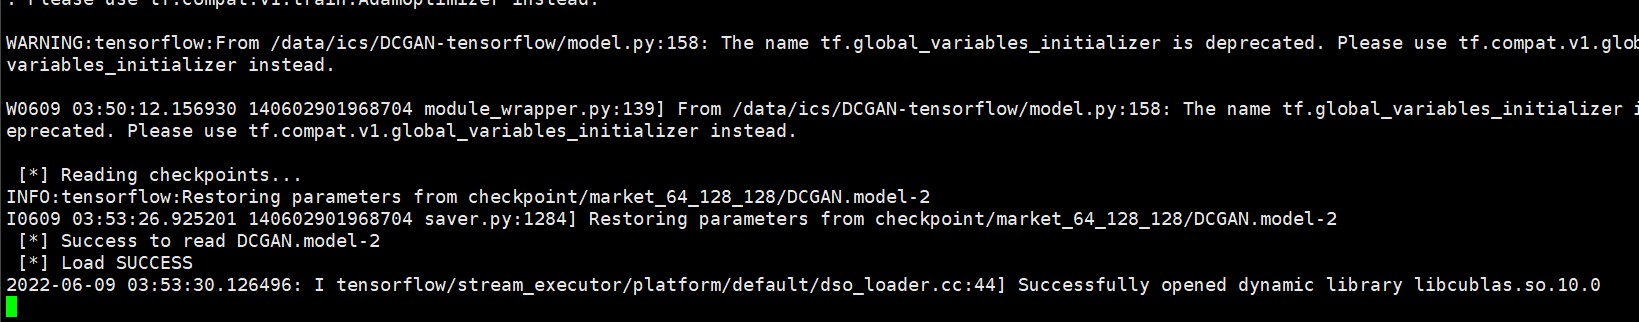 . Please use tf.compat.v1.train.AdamOptimizer instead.
WARNING:tensorflow:From /data/ics/DCGAN-tensorflow/model.py:158: The name tf.global_variables_initializer is deprecated. Please use tf.compat.v1.glob
variables_initializer instead.
W0609 03:50:12.156930 140602901968704 module_wrapper.py:139] From /data/ics/DCGAN-tensorflow/model.py:158: The name tf.global_variables_initializer i
eprecated. Please use tf.compat.v1.global_variables_initializer instead.
[*] Reading checkpoints...
INFO:tensorflow:Restoring parameters from checkpoint/market_64_128_128/DCGAN.model-2
I0609 03:53:26.925201 140602901968704 saver.py:1284] Restoring parameters from checkpoint/market_64_128_128/DCGAN.model-2
[*] Success to read DCGAN.model-2
[*] Load SUCCESS
2022-06-09 03:53:30.126496: I tensorflow/stream_executor/platform/default/dso_loader.cc:44] Successfully opened dynamic library libcublas.so.10.0